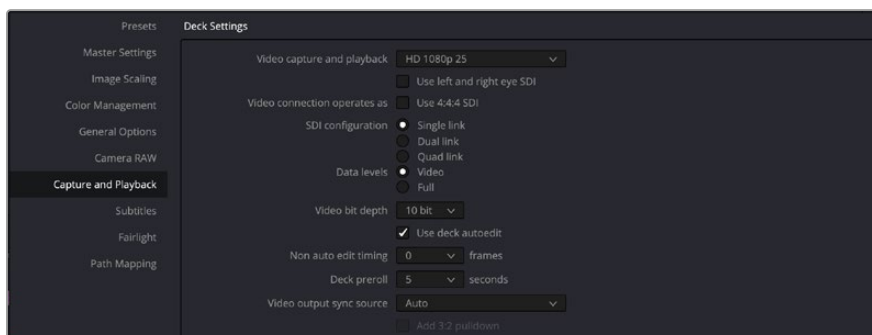 Presets
Master Settings
Image Scaling
Color Management
General Options
Camera RAW
Capture and Playback
Subtitles
Fairlight
Path Mapping
Deck Settings
Video capture and playback HD 1080p 25
Use left and right eye SDI
Video connection operates as Use 4:4:4 SDI
SDI configuration Single link
Dual link
Quad link
Data levels Video
Full
Video bit depth 10 bit
Use deck autoedit
Non auto edit timing 0 frames
Deck preroll 5 seconds
Video output sync source Auto
Add 3:2 pulldown